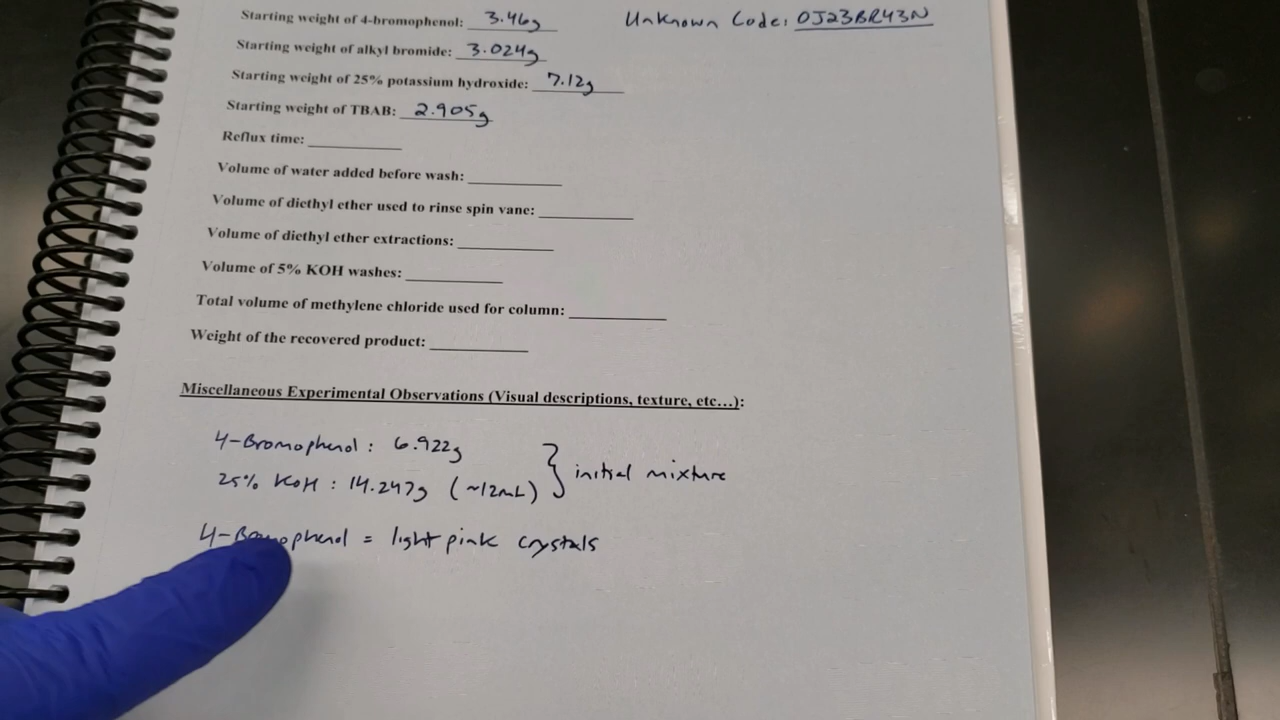 Starting weight of 4-bromophenol: 3.46g Unknown Code: OJ23BR43N
Starting weight of alkyl bromide: 3.024g
Starting weight of 25% potassium hydroxide: 7.12g
Starting weight of TBAB: 2.905g
Reflux time:
Volume of water added before wash:
Volume of diethyl ether used to rinse spin vane:
Volume of diethyl ether extractions:
Volume of 5% KOH washes:
Total volume of methylene chloride used for column:
Weight of the recovered product:
Miscellaneous Experimental Observations (Visual descriptions, texture, etc…):
4-Bromophenol: 6.922g
25% KOH: 14.247g (~12mL) } initial mixture
4-Bromophenol = light pink crystals